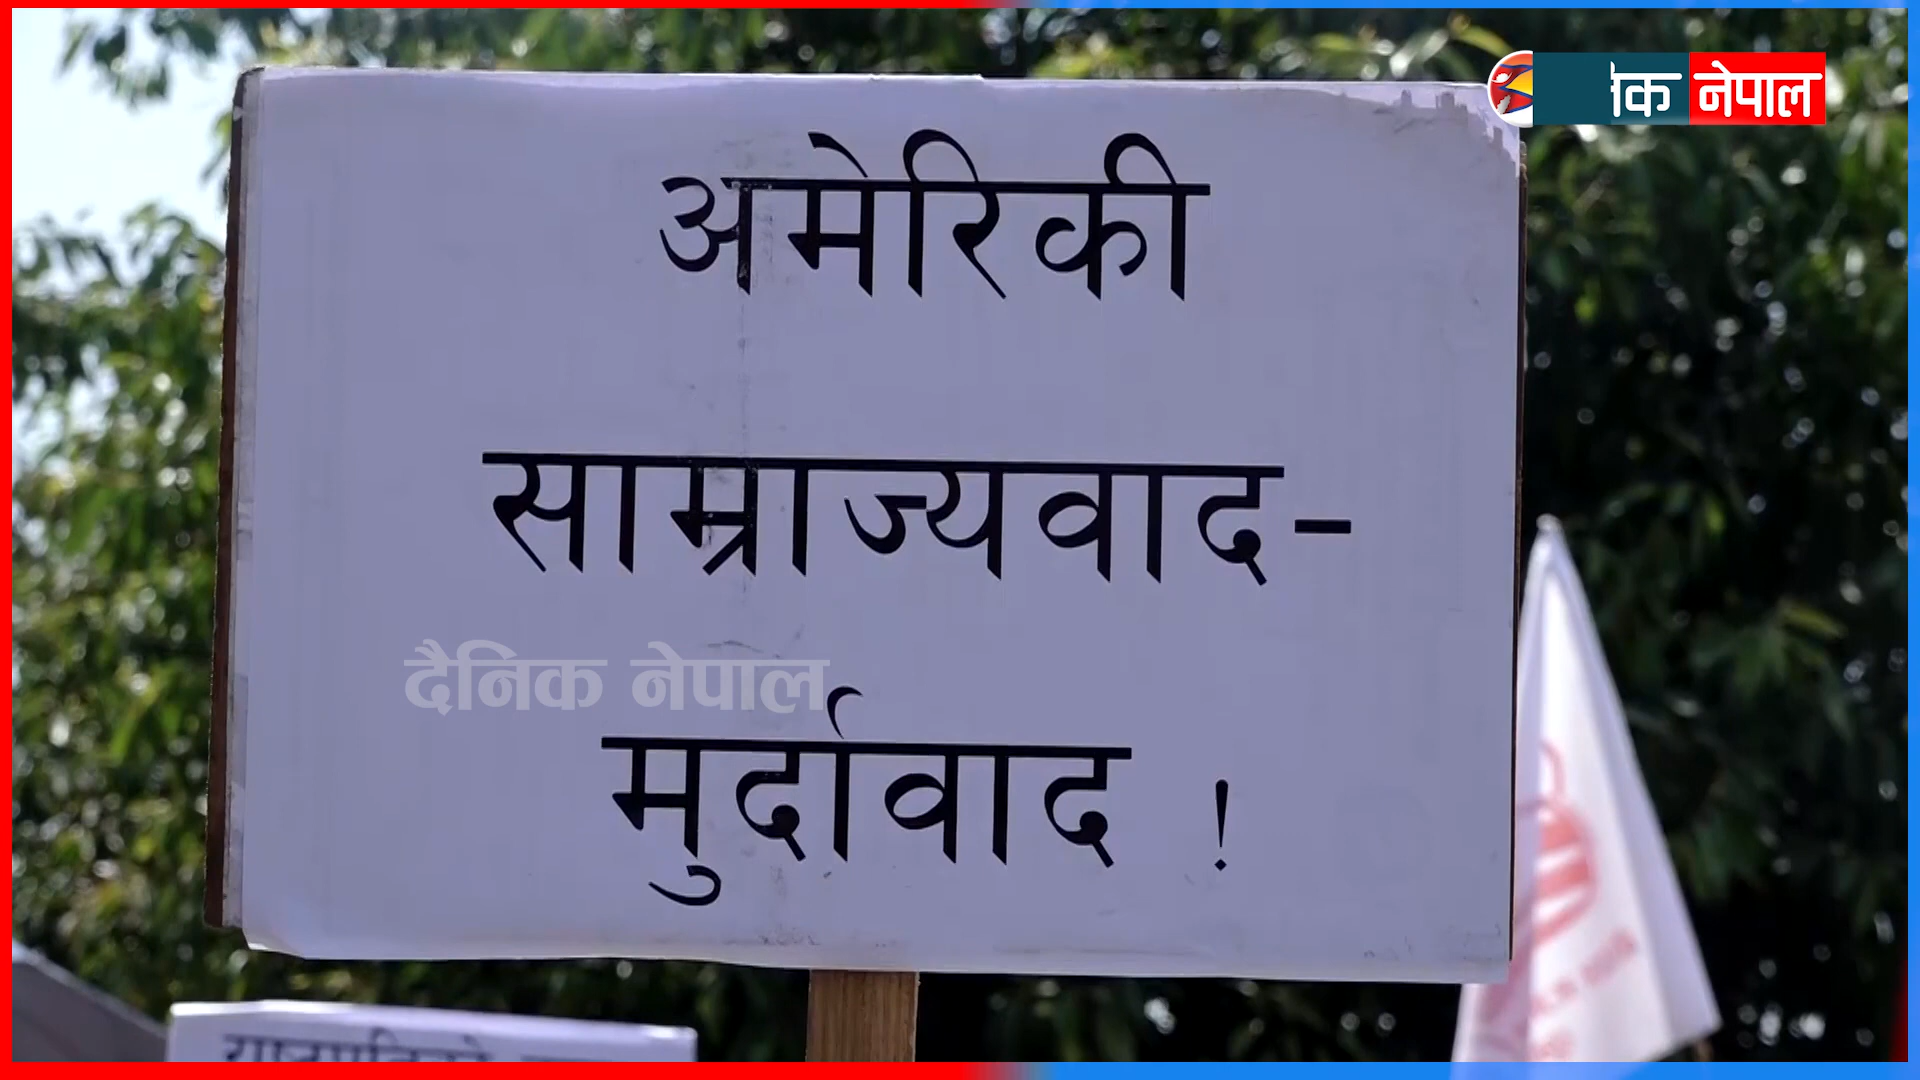 नेपाल
अमेरिकी
साम्राज्यवाद-
दैनिक नेपाल
मुर्दावाद !